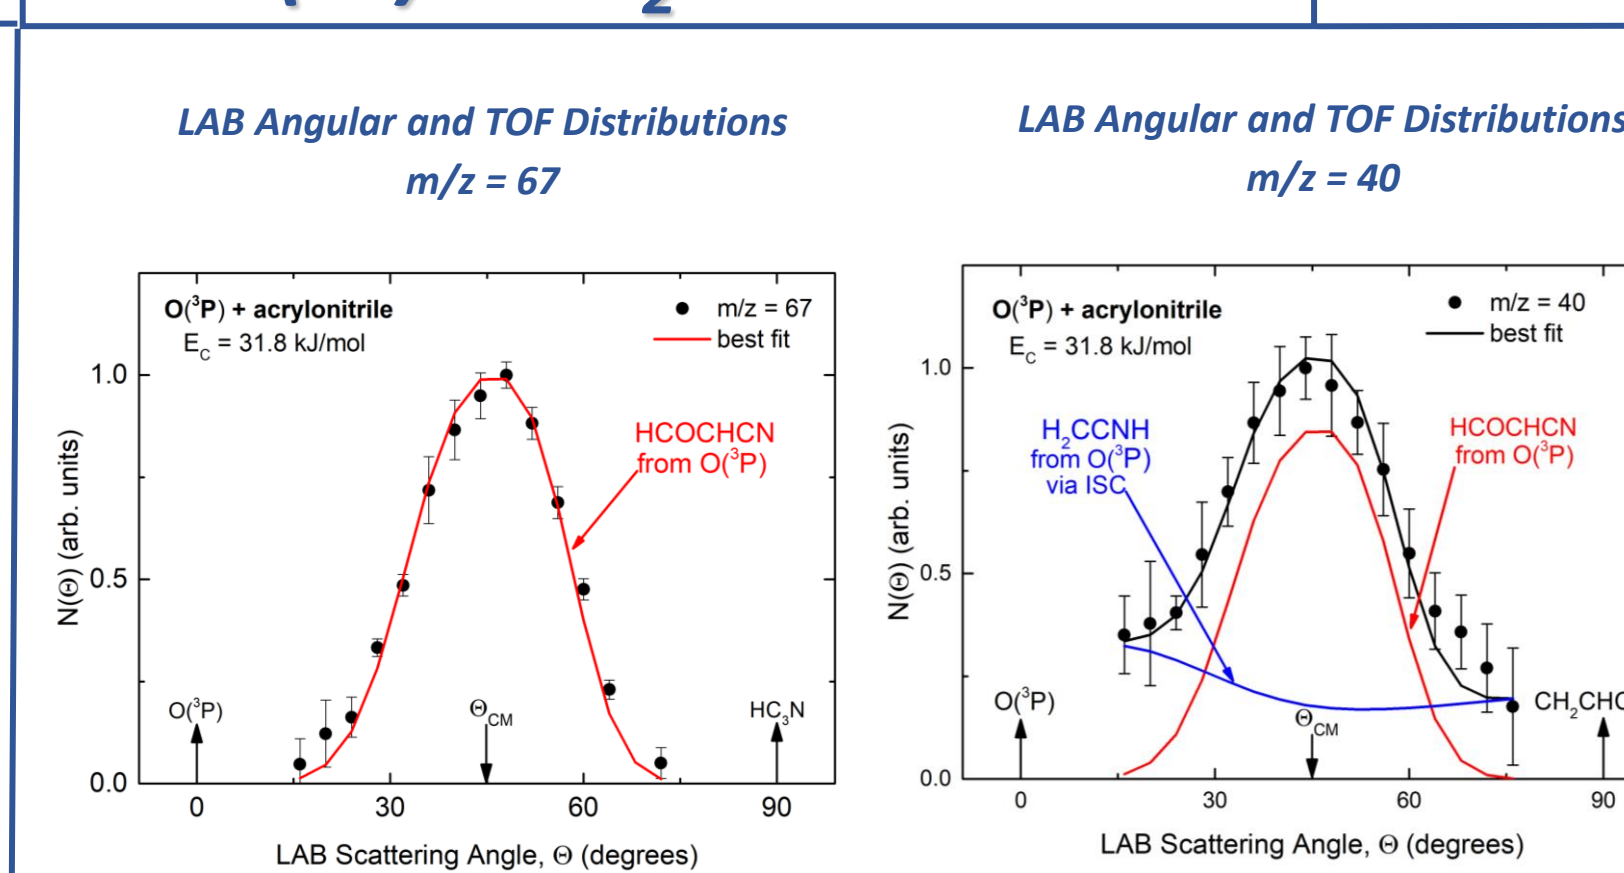 LAB Angular and TOF Distributions
m/z = 67
O(³P) + acrylonitrile
E_C = 31.8 kJ/mol
m/z = 67
best fit
HCOCHCN
from O(³P)
O(³P)
Θ_CM
HC₃N
1.0
0.5
0.0
N(Θ) (arb. units)
0 30 60 90
LAB Scattering Angle, Θ (degrees)
LAB Angular and TOF Distributions
m/z = 40
O(³P) + acrylonitrile
E_C = 31.8 kJ/mol
m/z = 40
best fit
H₂CCNH
from O(³P)
via ISC
HCOCHCN
from O(³P)
O(³P)
Θ_CM
1.0
0.5
0.0
N(Θ) (arb. units)
0 30 60 90
LAB Scattering Angle, Θ (degrees)